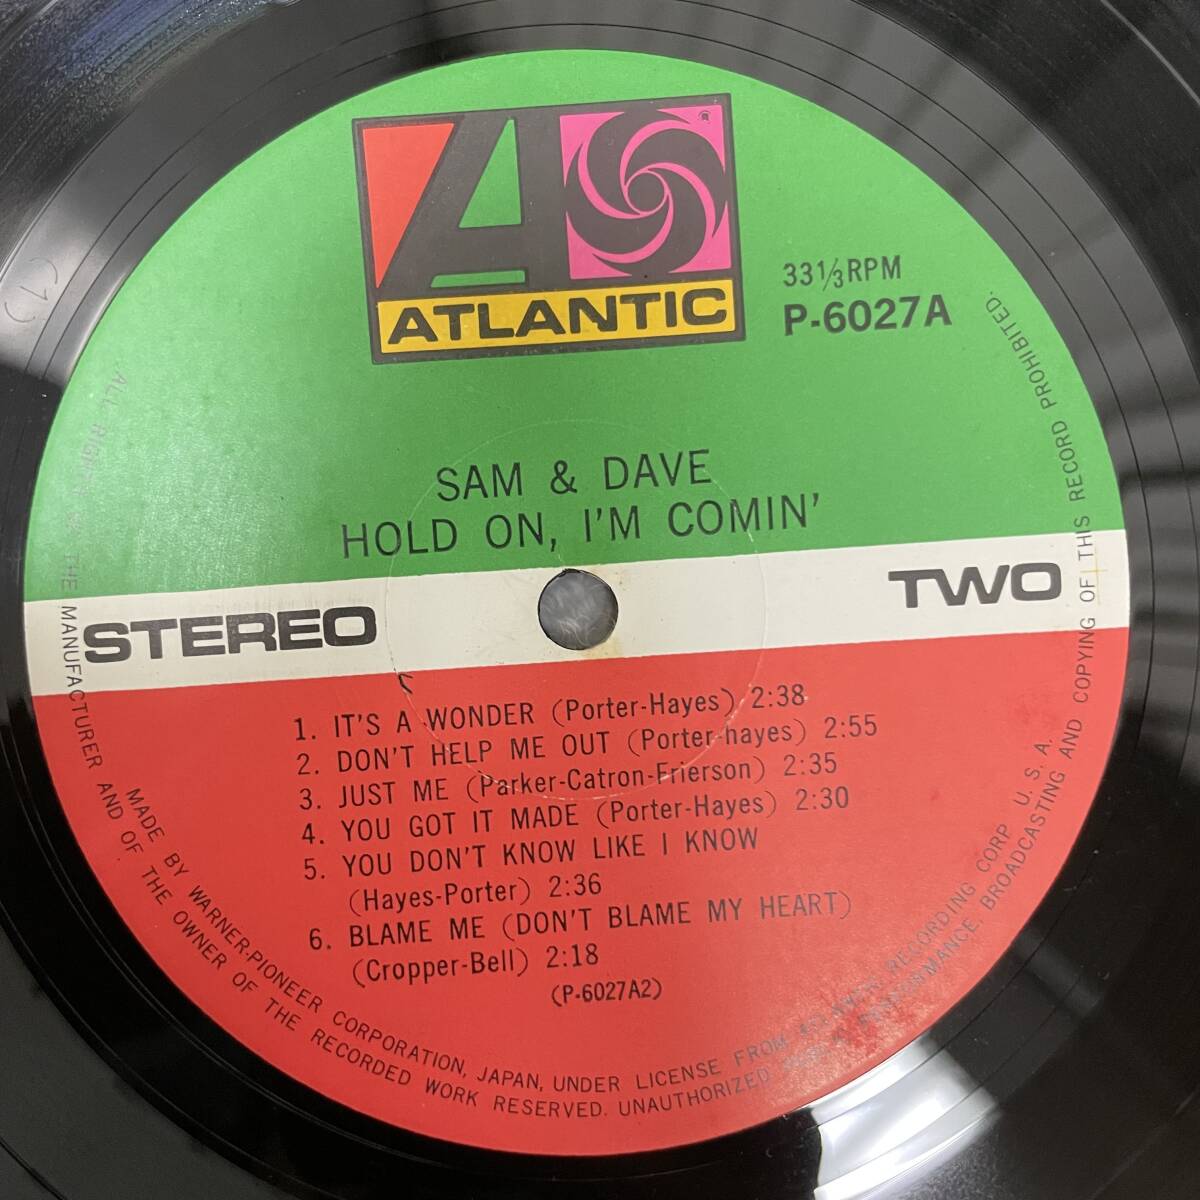 ATLANTIC
33 1/3 RPM
P-6027A
SAM & DAVE
HOLD ON, I'M COMIN'
STEREO
TWO
1. IT'S A WONDER (Porter-Hayes) 2:38
2. DON'T HELP ME OUT (Porter-hayes) 2:55
3. JUST ME (Parker-Catron-Frierson) 2:35
4. YOU GOT IT MADE (Porter-Hayes) 2:30
5. YOU DON'T KNOW LIKE I KNOW
(Hayes-Porter) 2:36
6. BLAME ME (DON'T BLAME MY HEART)
(Cropper-Bell) 2:18
(P-6027A2)
MADE BY WARNER-PIONEER CORPORATION, JAPAN, UNDER LICENSE FROM ATLANTIC RECORDING CORP U. S. A.
ALL RIGHTS OF THE MANUFACTURER AND OF THE OWNER OF THE RECORDED WORK RESERVED. UNAUTHORIZED PUBLIC PERFORMANCE, BROADCASTING AND COPYING OF THIS RECORD PROHIBITED.